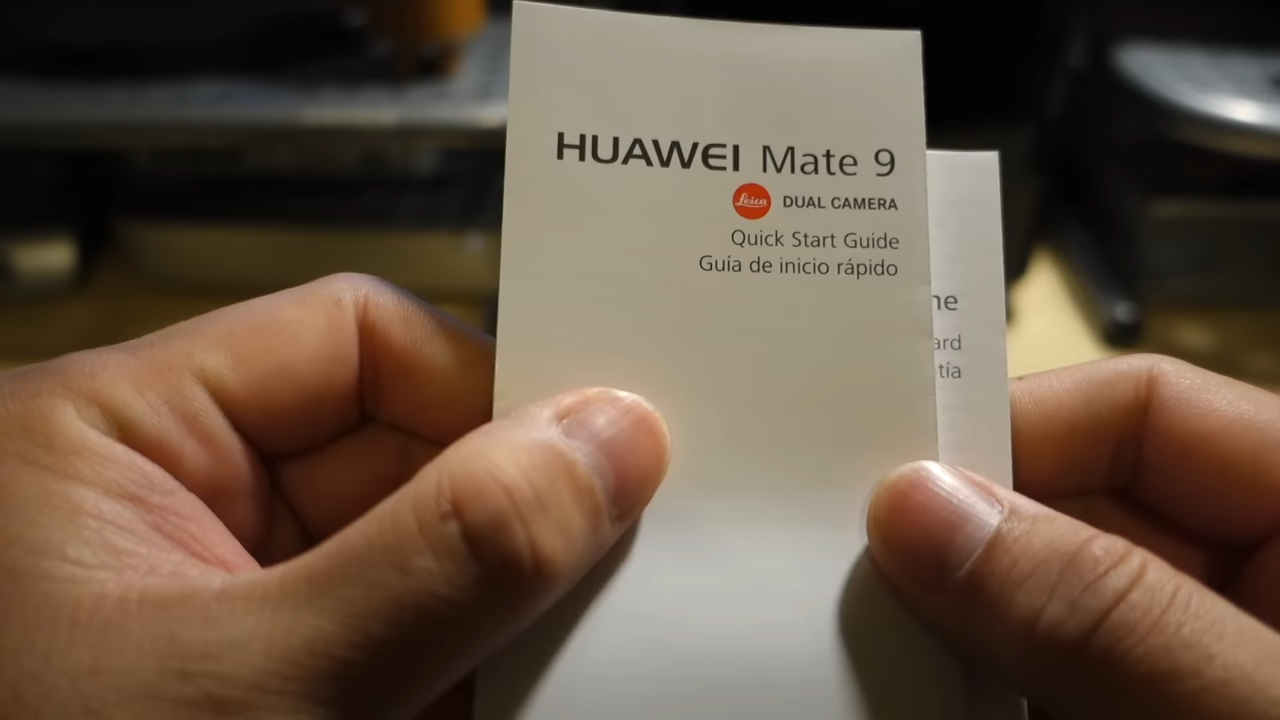 HUAWEI Mate 9
Leica DUAL CAMERA
Quick Start Guide
Guía de inicio rápido